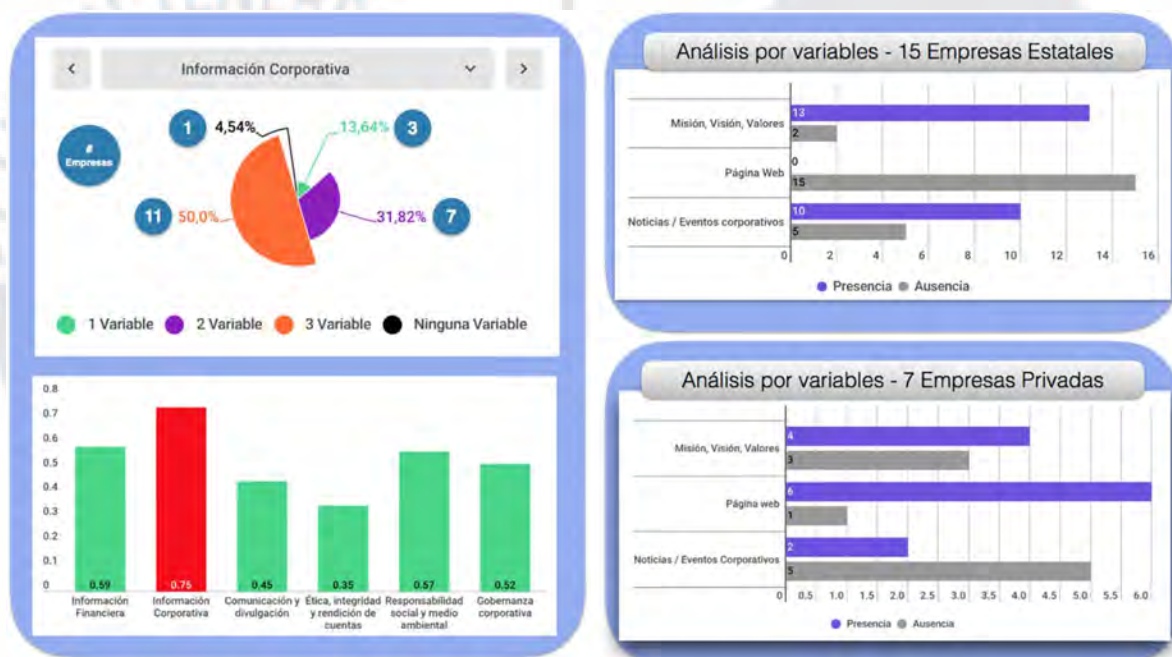 Información Corporativa
# Empresas
1
4,54%
13,64%
3
11
50,0%
31,82%
7
1 Variable
2 Variable
3 Variable
Ninguna Variable
0.8
0.7
0.6
0.5
0.4
0.3
0.2
0.1
0
0.59
0.75
0.45
0.35
0.57
0.52
Información
Financiera
Información
Corporativa
Comunicación y
divulgación
Ética, integridad
y rendición de
cuentas
Responsabilidad
social y medio
ambiental
Gobernanza
corporativa
Análisis por variables - 15 Empresas Estatales
Misión, Visión, Valores
13
2
Página Web
0
15
Noticias / Eventos corporativos
10
5
0 2 4 6 8 10 12 14 16
Presencia Ausencia
Análisis por variables - 7 Empresas Privadas
Misión, Visión, Valores
4
3
Página web
6
1
Noticias / Eventos Corporativos
2
5
0 0.5 1.0 1.5 2.0 2.5 3.0 3.5 4.0 4.5 5.0 5.5 6.0
Presencia Ausencia